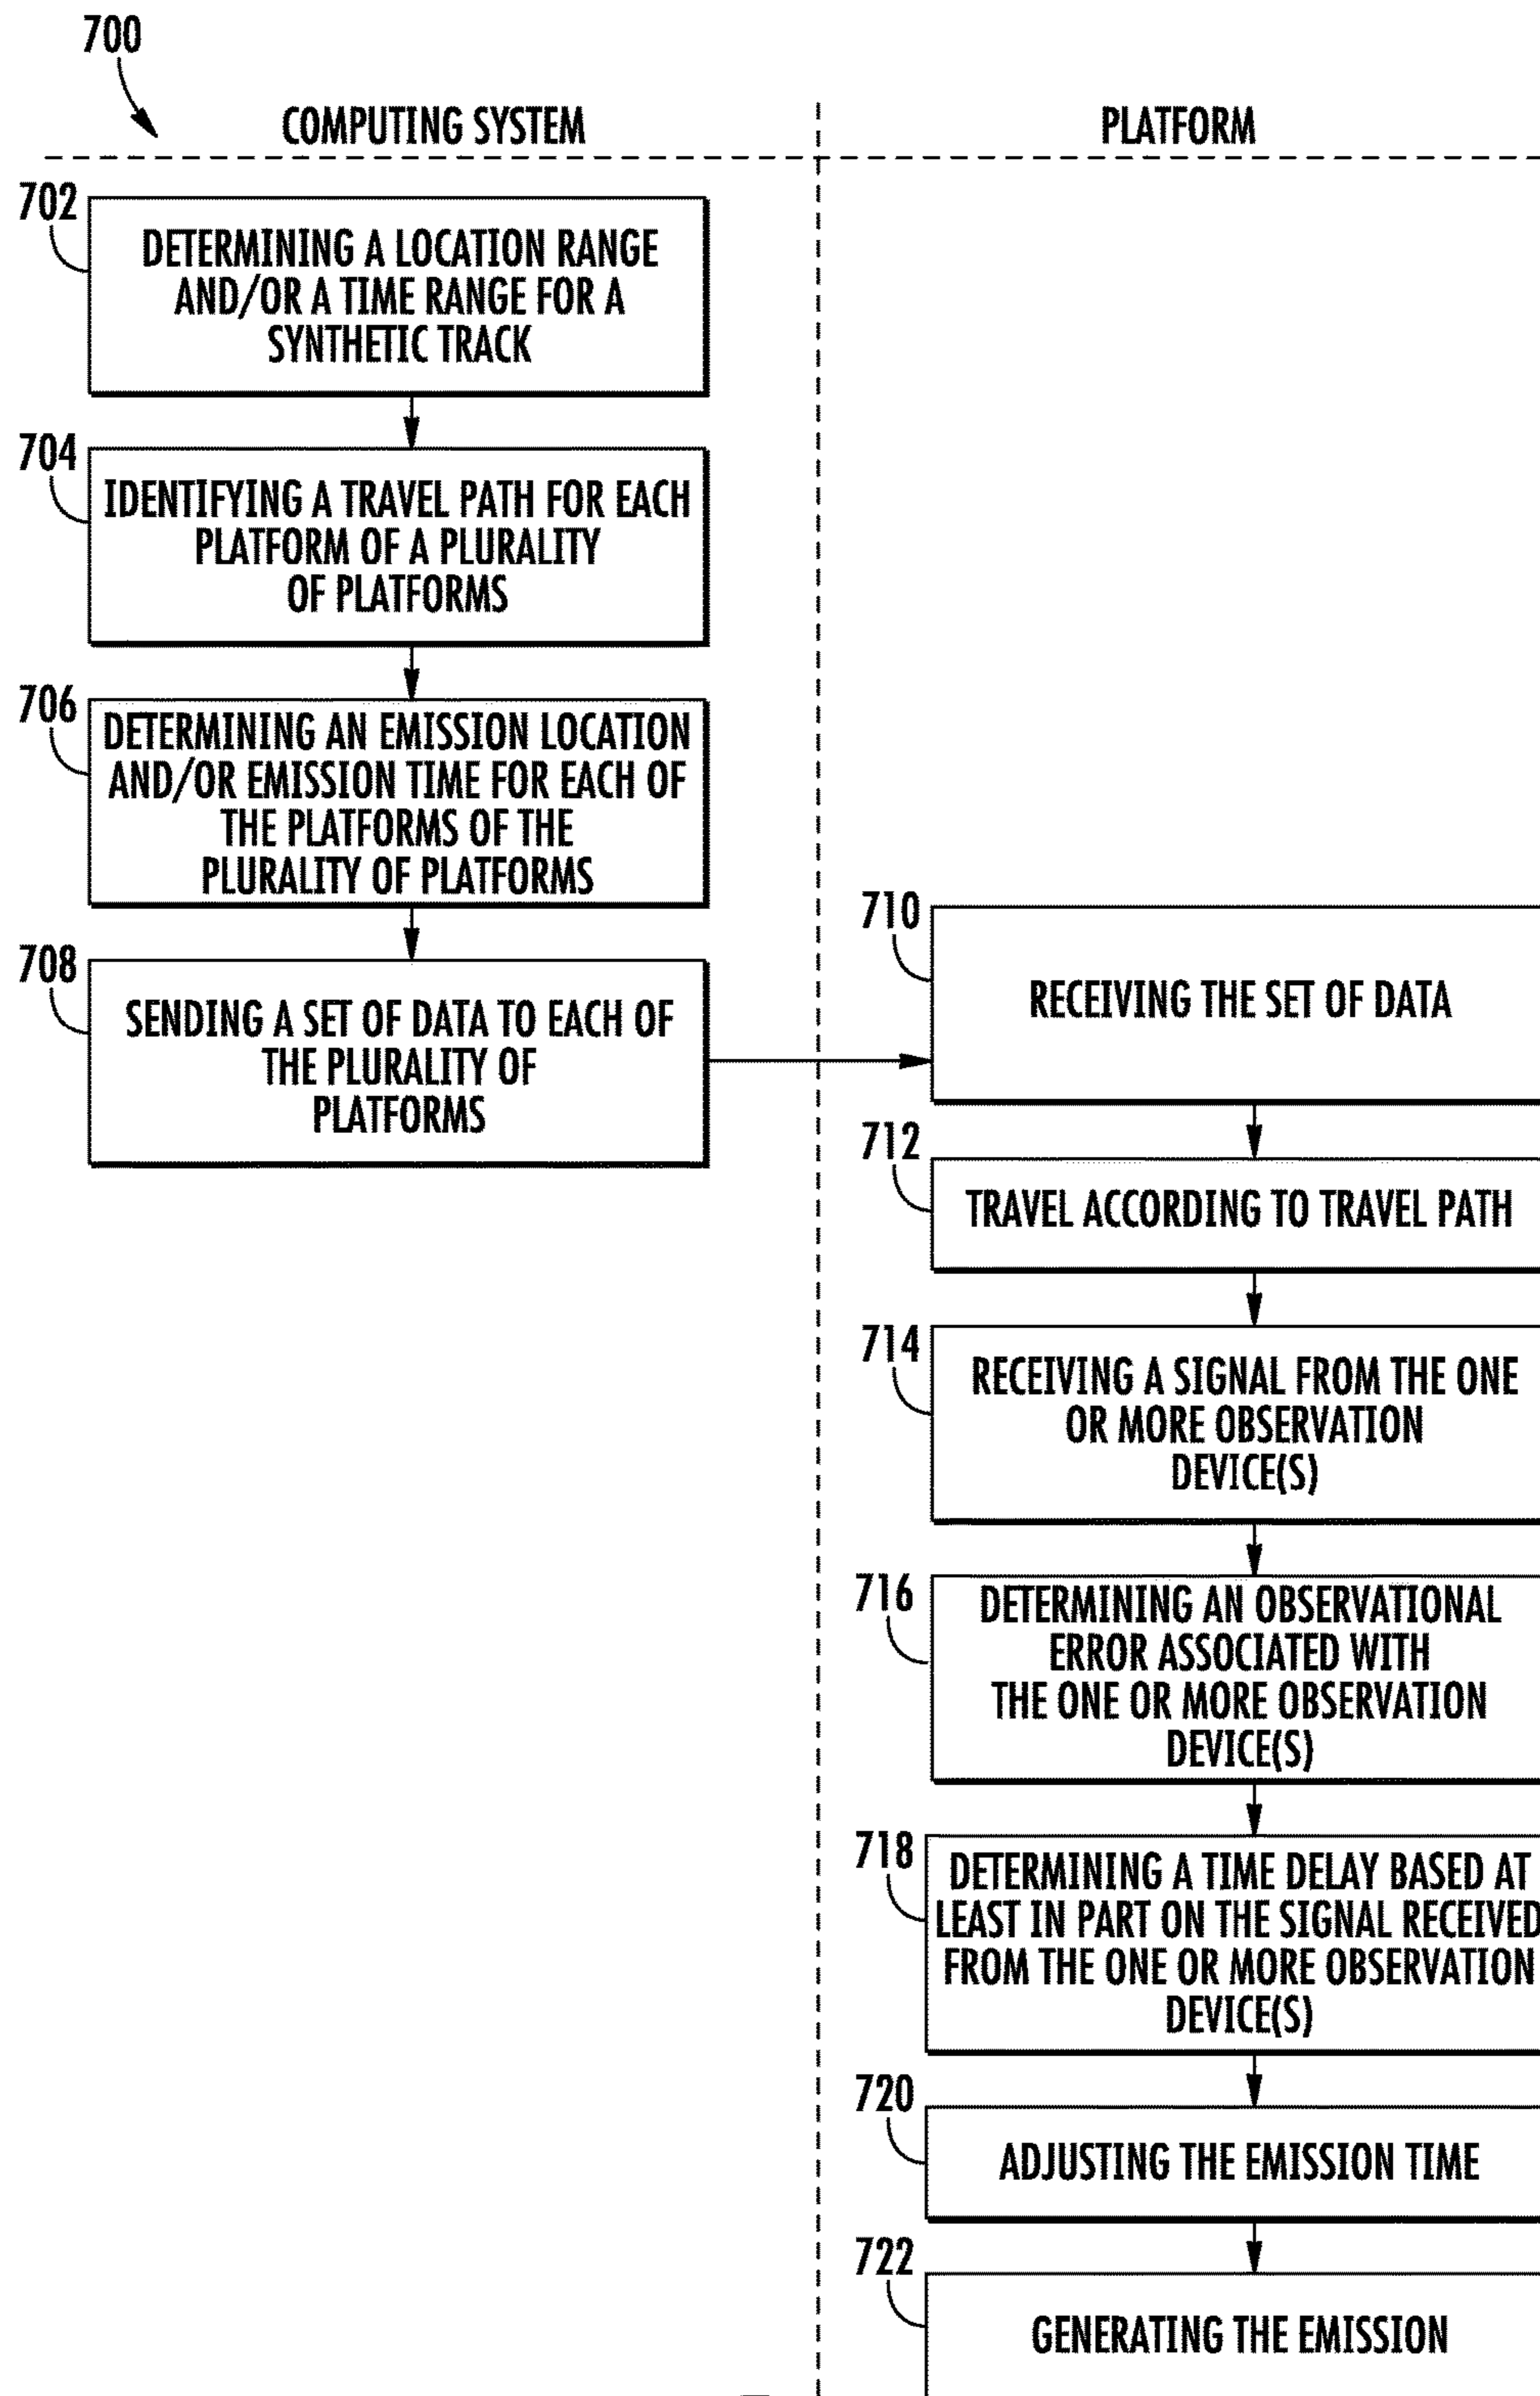 700
COMPUTING SYSTEM
PLATFORM
702
DETERMINING A LOCATION RANGE
AND/OR A TIME RANGE FOR A
SYNTHETIC TRACK
704
IDENTIFYING A TRAVEL PATH FOR EACH
PLATFORM OF A PLURALITY
OF PLATFORMS
706
DETERMINING AN EMISSION LOCATION
AND/OR EMISSION TIME FOR EACH OF
THE PLATFORMS OF THE
PLURALITY OF PLATFORMS
708
SENDING A SET OF DATA TO EACH OF
THE PLURALITY OF
PLATFORMS
710
RECEIVING THE SET OF DATA
712
TRAVEL ACCORDING TO TRAVEL PATH
714
RECEIVING A SIGNAL FROM THE ONE
OR MORE OBSERVATION
DEVICE(S)
716
DETERMINING AN OBSERVATIONAL
ERROR ASSOCIATED WITH
THE ONE OR MORE OBSERVATION
DEVICE(S)
718
DETERMINING A TIME DELAY BASED AT
LEAST IN PART ON THE SIGNAL RECEIVED
FROM THE ONE OR MORE OBSERVATION
DEVICE(S)
720
ADJUSTING THE EMISSION TIME
722
GENERATING THE EMISSION